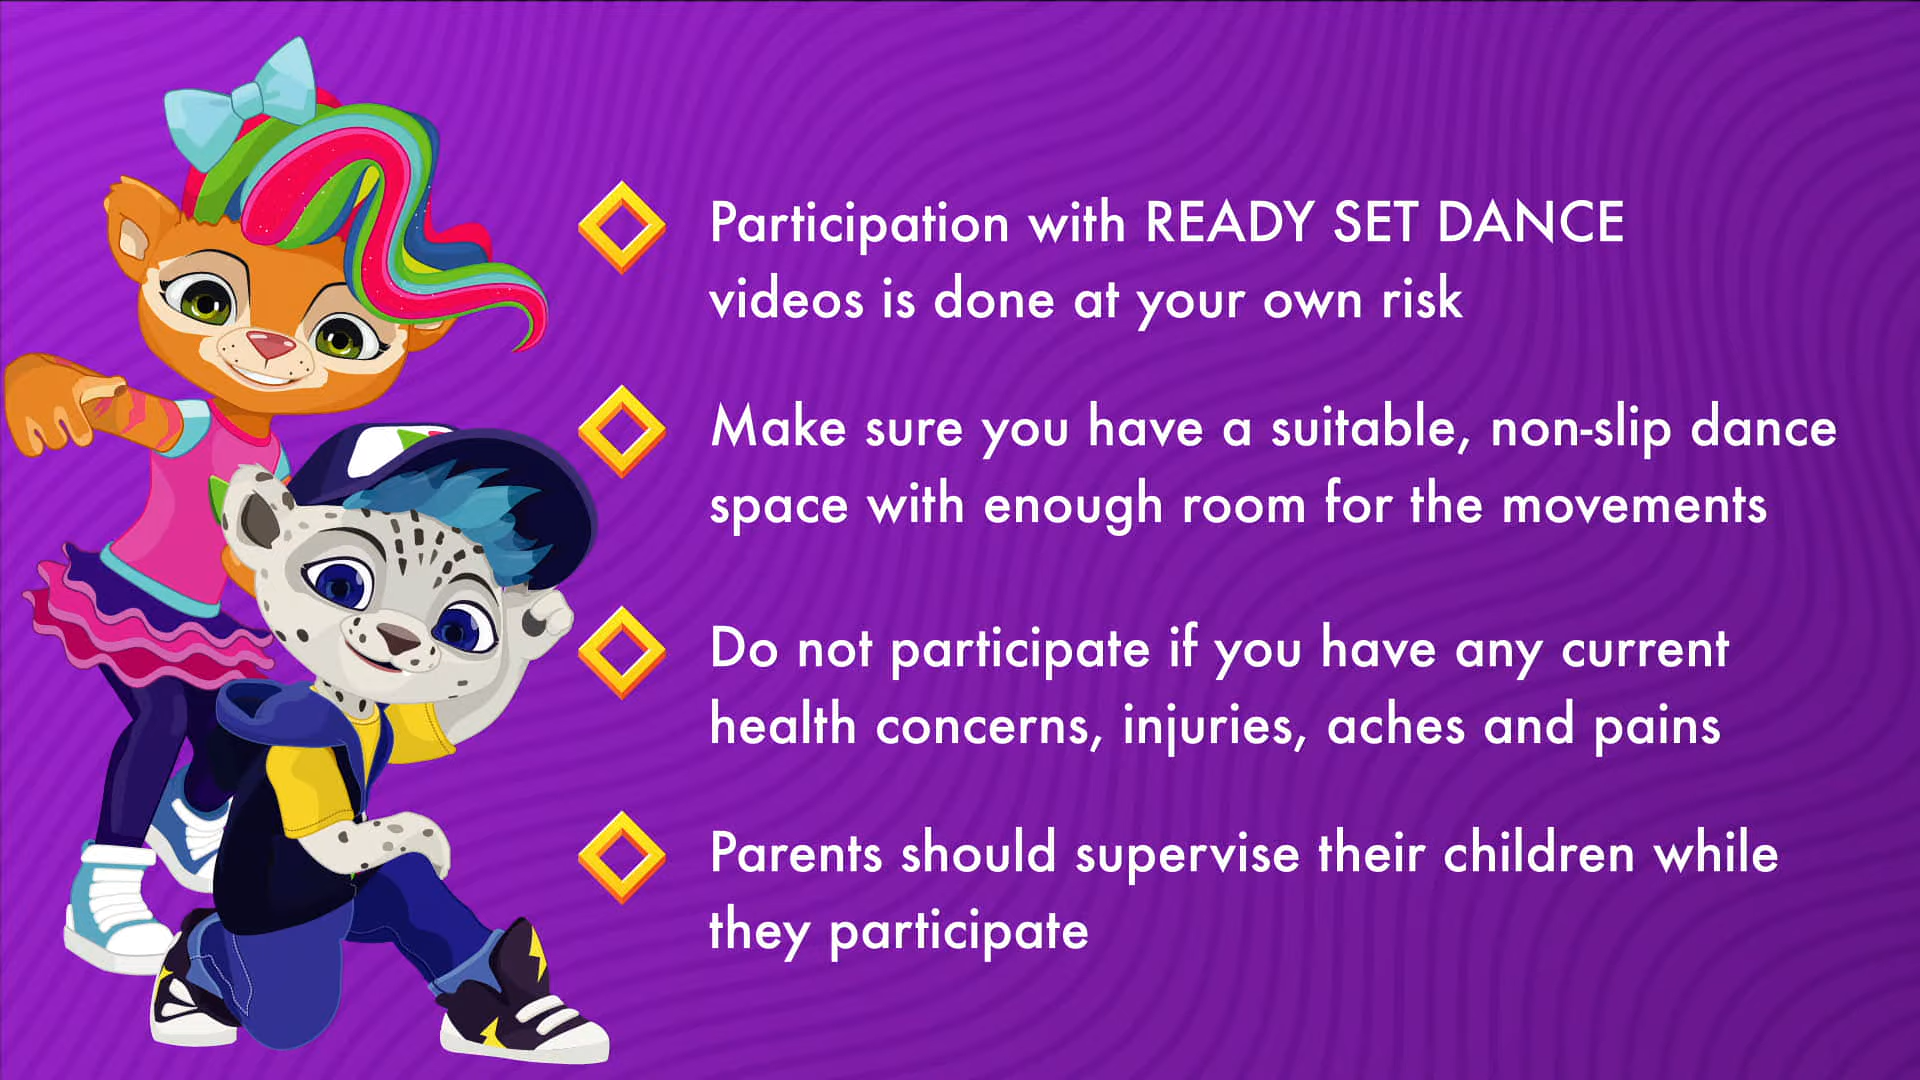 Participation with READY SET DANCE
videos is done at your own risk
Make sure you have a suitable, non-slip dance
space with enough room for the movements
Do not participate if you have any current
health concerns, injuries, aches and pains
Parents should supervise their children while
they participate